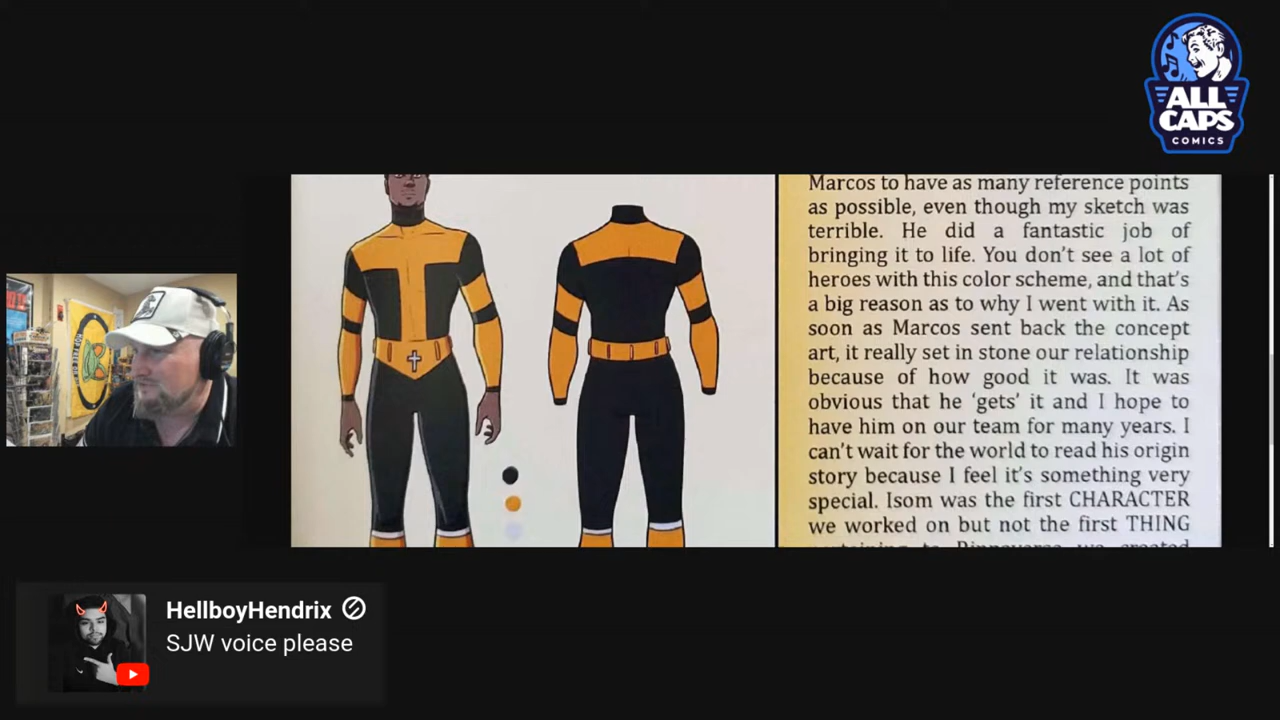 ALL
CAPS
COMICS
Marcos to have as many reference points
as possible, even though my sketch was
terrible. He did a fantastic job of
bringing it to life. You don't see a lot of
heroes with this color scheme, and that's
a big reason as to why I went with it. As
soon as Marcos sent back the concept
art, it really set in stone our relationship
because of how good it was. It was
obvious that he 'gets' it and I hope to
have him on our team for many years. I
can't wait for the world to read his origin
story because I feel it's something very
special. Isom was the first CHARACTER
we worked on but not the first THING
HellboyHendrix
SJW voice please